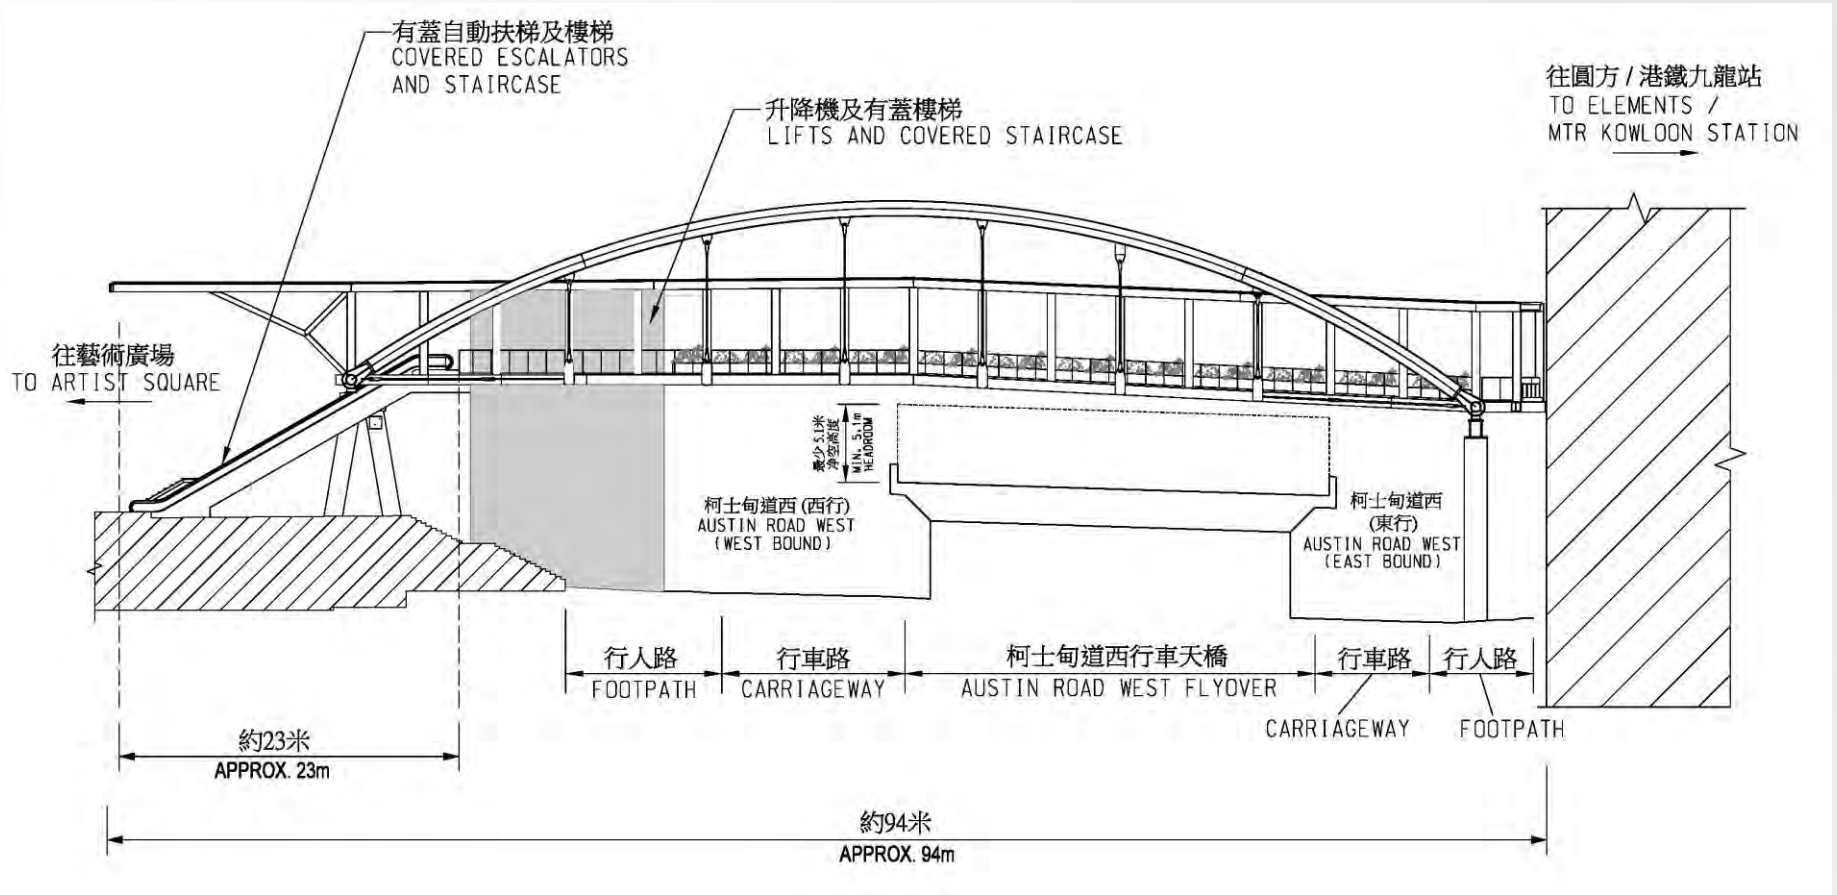 有蓋自動扶梯及樓梯
COVERED ESCALATORS
AND STAIRCASE
升降機及有蓋樓梯
LIFTS AND COVERED STAIRCASE
往圓方 / 港鐵九龍站
TO ELEMENTS /
MTR KOWLOON STATION
往藝術廣場
TO ARTIST SQUARE
最少 5.1米
淨空高度
MIN. 5.1m
HEADROOM
柯士甸道西 (西行)
AUSTIN ROAD WEST
(WEST BOUND)
柯士甸道西
(東行)
AUSTIN ROAD WEST
(EAST BOUND)
行人路
FOOTPATH
行車路
CARRIAGEWAY
柯士甸道西行車天橋
AUSTIN ROAD WEST FLYOVER
行車路
CARRIAGEWAY
行人路
FOOTPATH
約23米
APPROX. 23m
約94米
APPROX. 94m